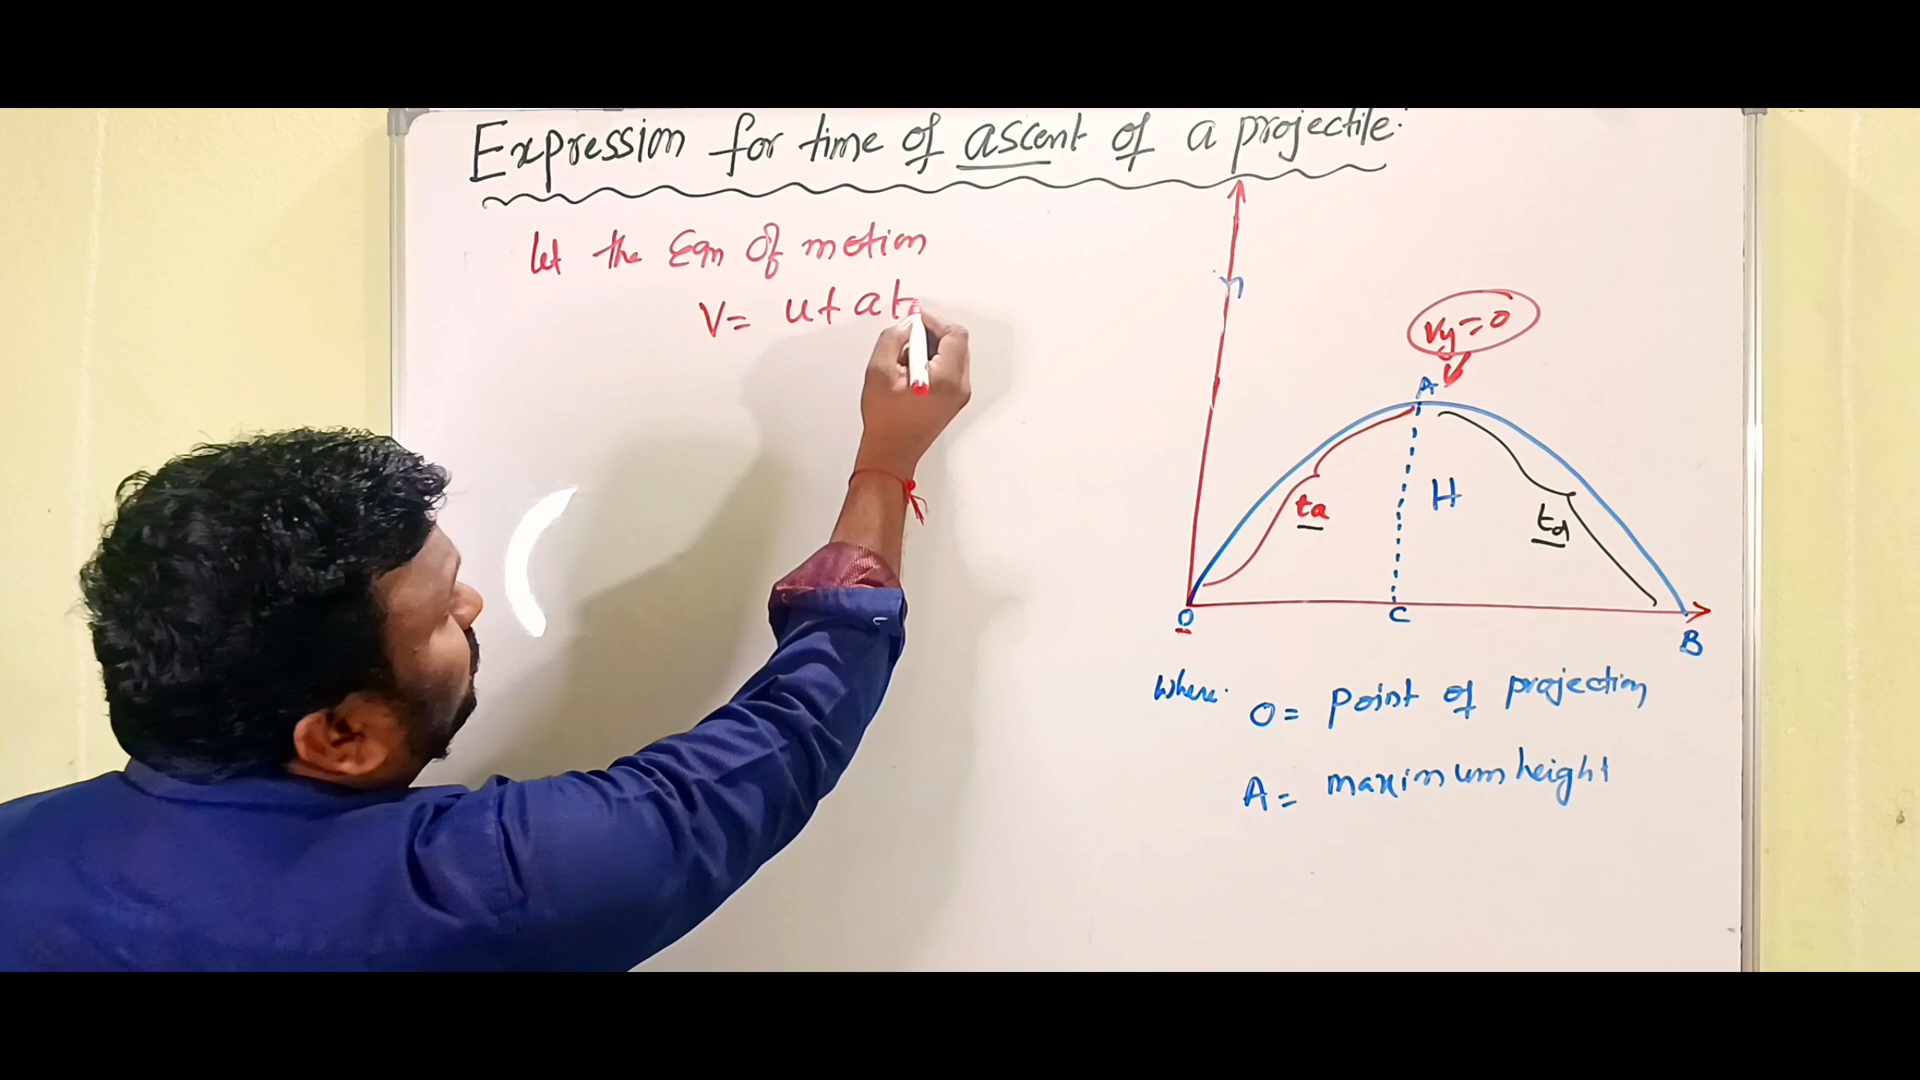 Expression for time of ascent of a projectile:
Let the Eqn of motion
V = u + at
Vy = 0
A
H
ta
td
O
C
B
Where: O = point of projection
A = maximum height